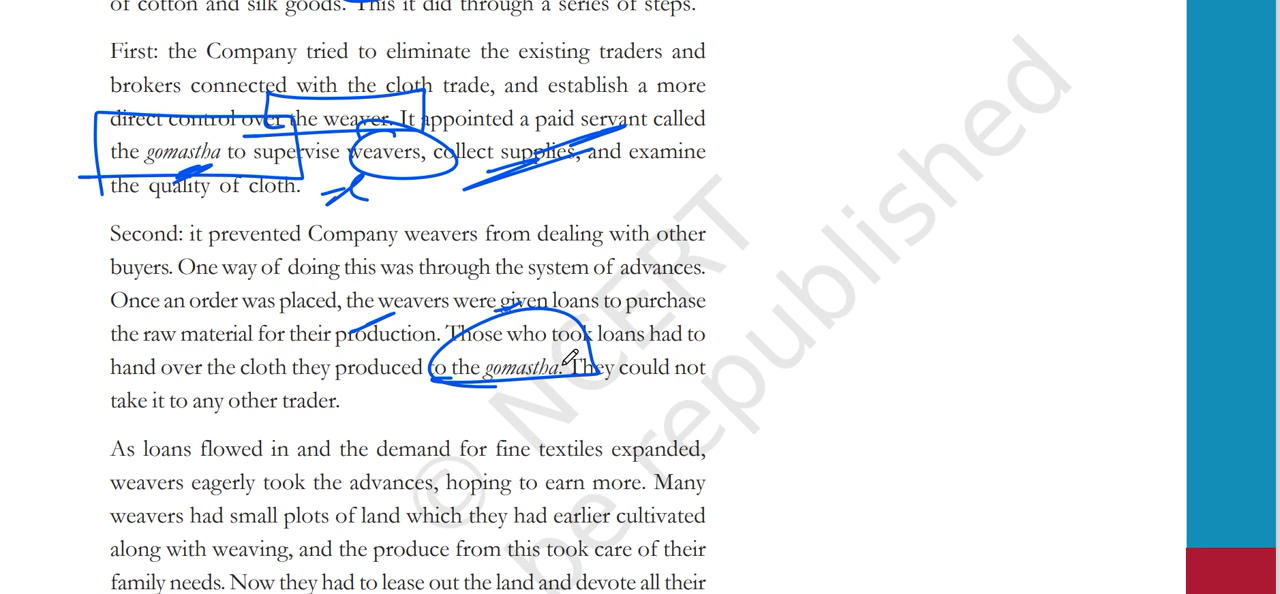 of cotton and silk goods. This it did through a series of steps.
First: the Company tried to eliminate the existing traders and
brokers connected with the cloth trade, and establish a more
direct control over the weaver. It appointed a paid servant called
the gomastha to supervise weavers, collect supplies, and examine
the quality of cloth.
Second: it prevented Company weavers from dealing with other
buyers. One way of doing this was through the system of advances.
Once an order was placed, the weavers were given loans to purchase
the raw material for their production. Those who took loans had to
hand over the cloth they produced to the gomastha. They could not
take it to any other trader.
As loans flowed in and the demand for fine textiles expanded,
weavers eagerly took the advances, hoping to earn more. Many
weavers had small plots of land which they had earlier cultivated
along with weaving, and the produce from this took care of their
family needs. Now they had to lease out the land and devote all their
© NCERT
be republished